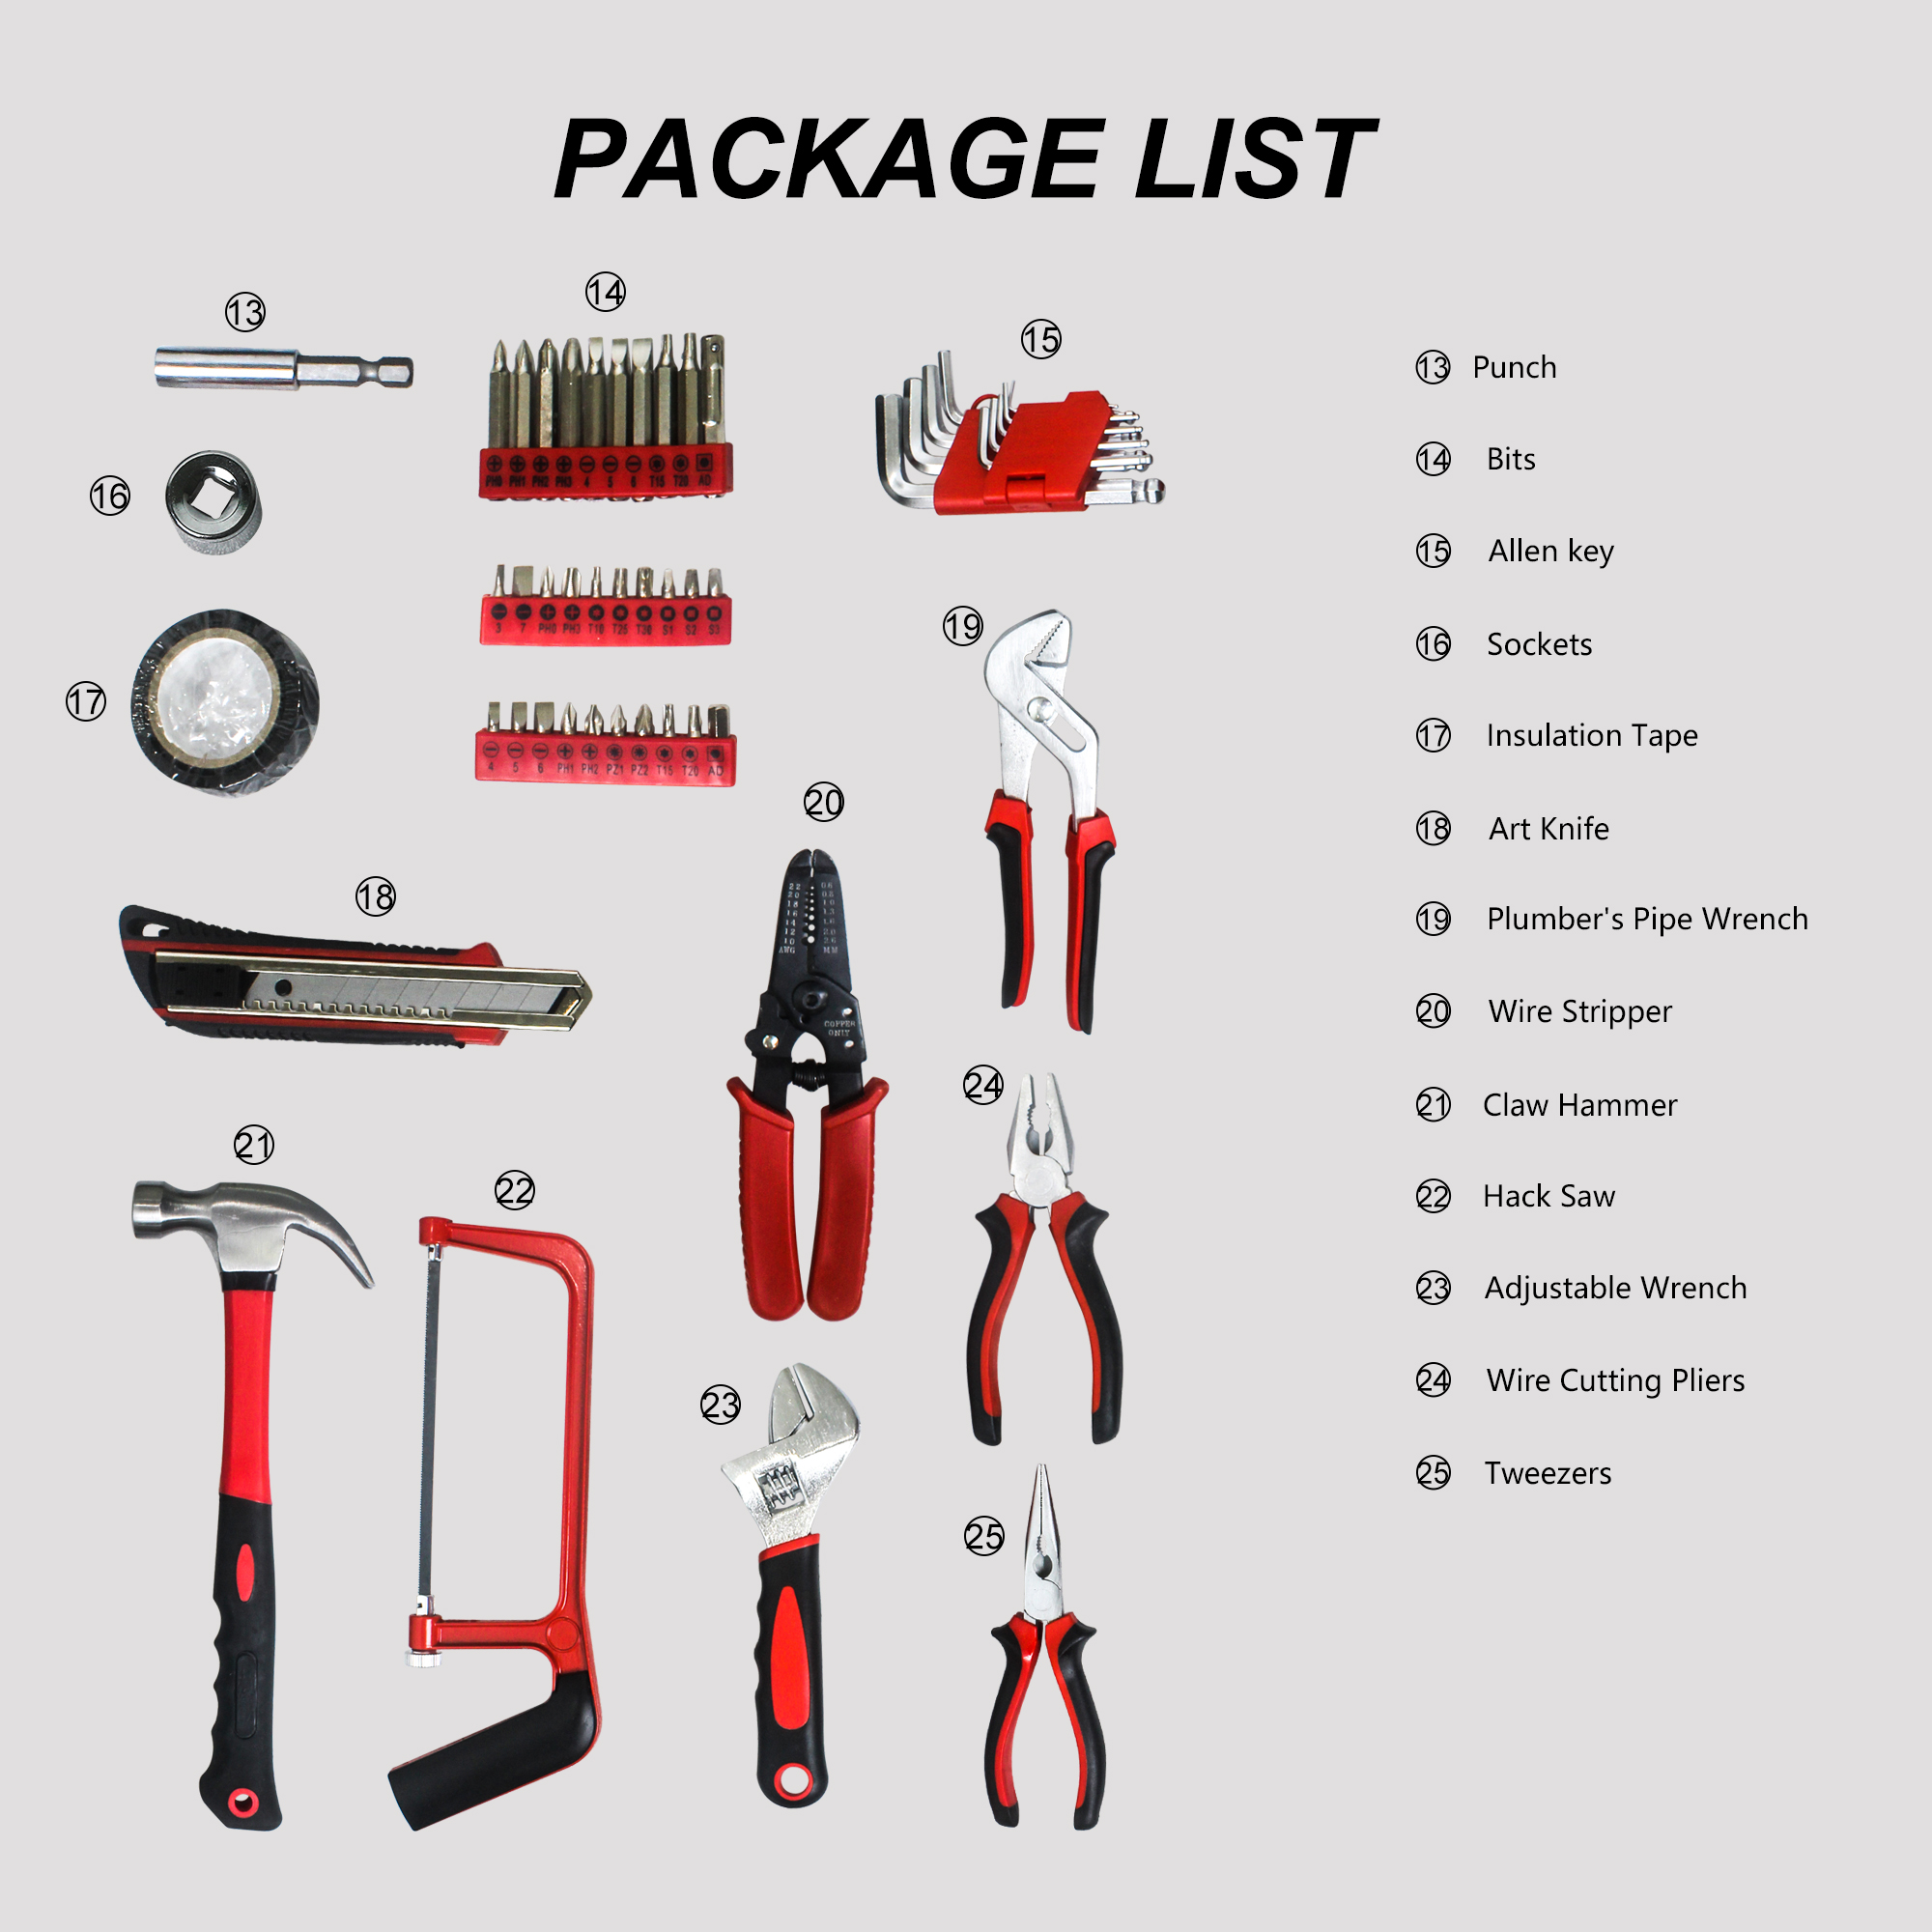 PACKAGE LIST
⑬
⑭
⑮
⑯
⑰
⑱
⑲
⑳
㉑
㉒
㉓
㉔
㉕
PH0 PH1 PH2 PH3 4 5 6 T15 T20 AD
3 7 PH0 PH3 T10 T25 T30 S1 S2 S3
4 5 6 PH1 PH2 PZ1 PZ2 T15 T20 AD
22 0.6
20 0.8
18 1.0
16 1.3
14 1.6
12 2.0
10 2.6
AWG MM
COPPER
ONLY
⑬ Punch
⑭ Bits
⑮ Allen key
⑯ Sockets
⑰ Insulation Tape
⑱ Art Knife
⑲ Plumber's Pipe Wrench
⑳ Wire Stripper
㉑ Claw Hammer
㉒ Hack Saw
㉓ Adjustable Wrench
㉔ Wire Cutting Pliers
㉕ Tweezers